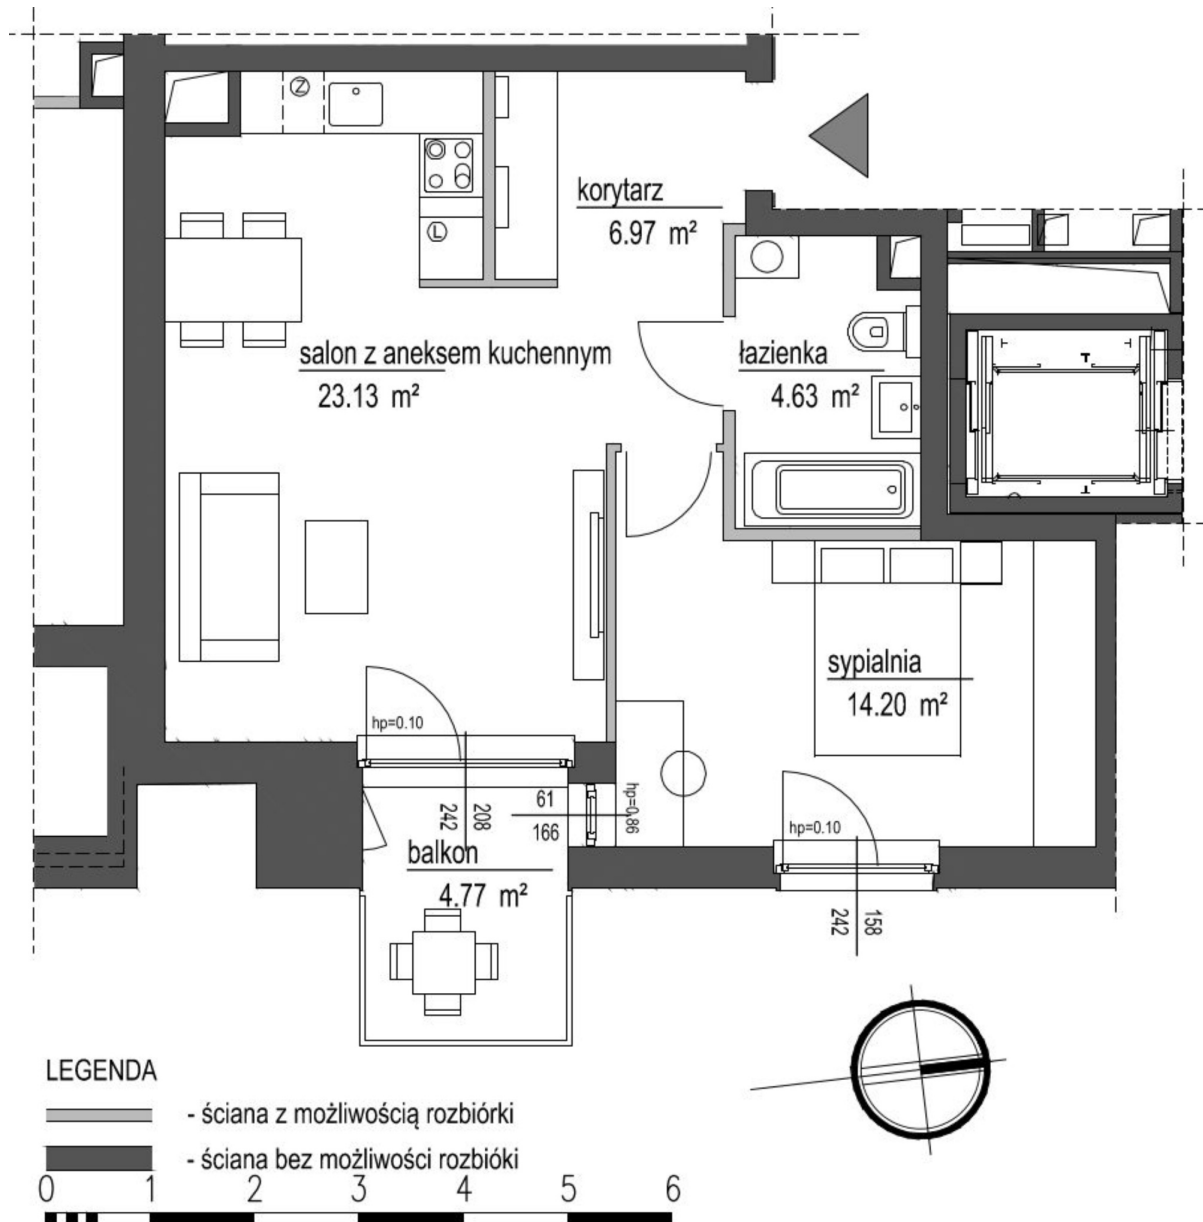 Z
korytarz
6.97 m²
L
salon z aneksem kuchennym
23.13 m²
łazienka
4.63 m²
sypialnia
14.20 m²
hp=0.10
242
208
61
166
hp=0.86
hp=0.10
balkon
4.77 m²
242
158
LEGENDA
- ściana z możliwością rozbiórki
- ściana bez możliwości rozbióki
0 1 2 3 4 5 6